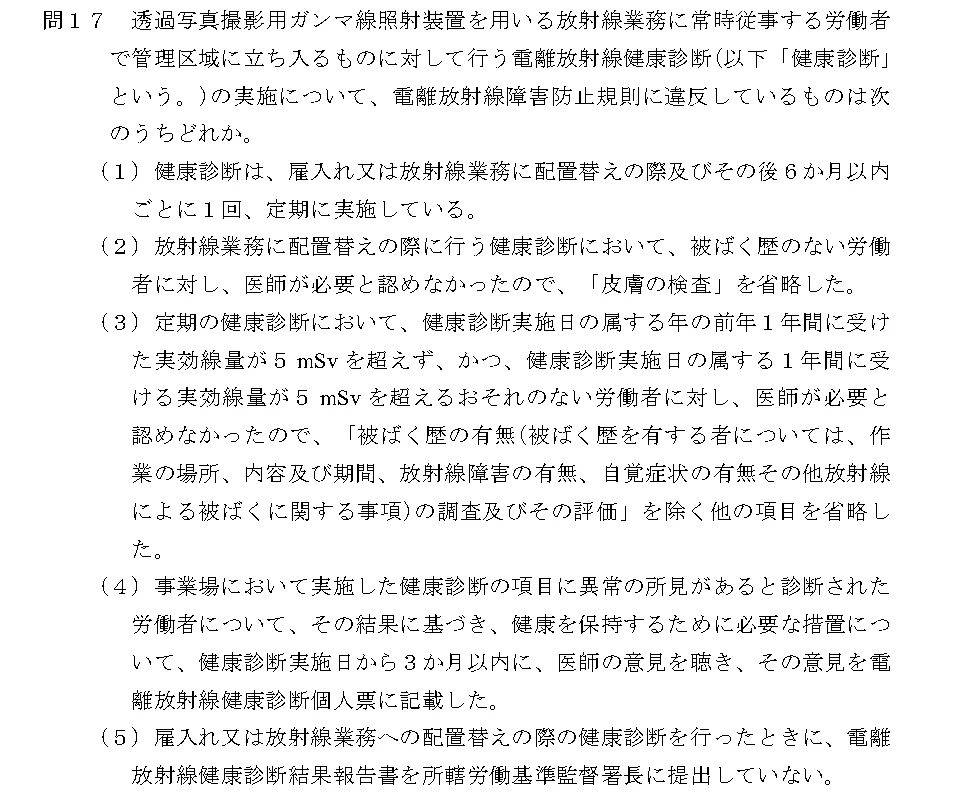 問１７　透過写真撮影用ガンマ線照射装置を用いる放射線業務に常時従事する労働者
で管理区域に立ち入るものに対して行う電離放射線健康診断(以下「健康診断」
という。)の実施について、電離放射線障害防止規則に違反しているものは次
のうちどれか。
（１）健康診断は、雇入れ又は放射線業務に配置替えの際及びその後６か月以内
ごとに１回、定期に実施している。
（２）放射線業務に配置替えの際に行う健康診断において、被ばく歴のない労働
者に対し、医師が必要と認めなかったので、「皮膚の検査」を省略した。
（３）定期の健康診断において、健康診断実施日の属する年の前年１年間に受け
た実効線量が５ mSv を超えず、かつ、健康診断実施日の属する１年間に受
ける実効線量が５ mSv を超えるおそれのない労働者に対し、医師が必要と
認めなかったので、「被ばく歴の有無(被ばく歴を有する者については、作
業の場所、内容及び期間、放射線障害の有無、自覚症状の有無その他放射線
による被ばくに関する事項)の調査及びその評価」を除く他の項目を省略し
た。
（４）事業場において実施した健康診断の項目に異常の所見があると診断された
労働者について、その結果に基づき、健康を保持するために必要な措置につ
いて、健康診断実施日から３か月以内に、医師の意見を聴き、その意見を電
離放射線健康診断個人票に記載した。
（５）雇入れ又は放射線業務への配置替えの際の健康診断を行ったときに、電離
放射線健康診断結果報告書を所轄労働基準監督署長に提出していない。